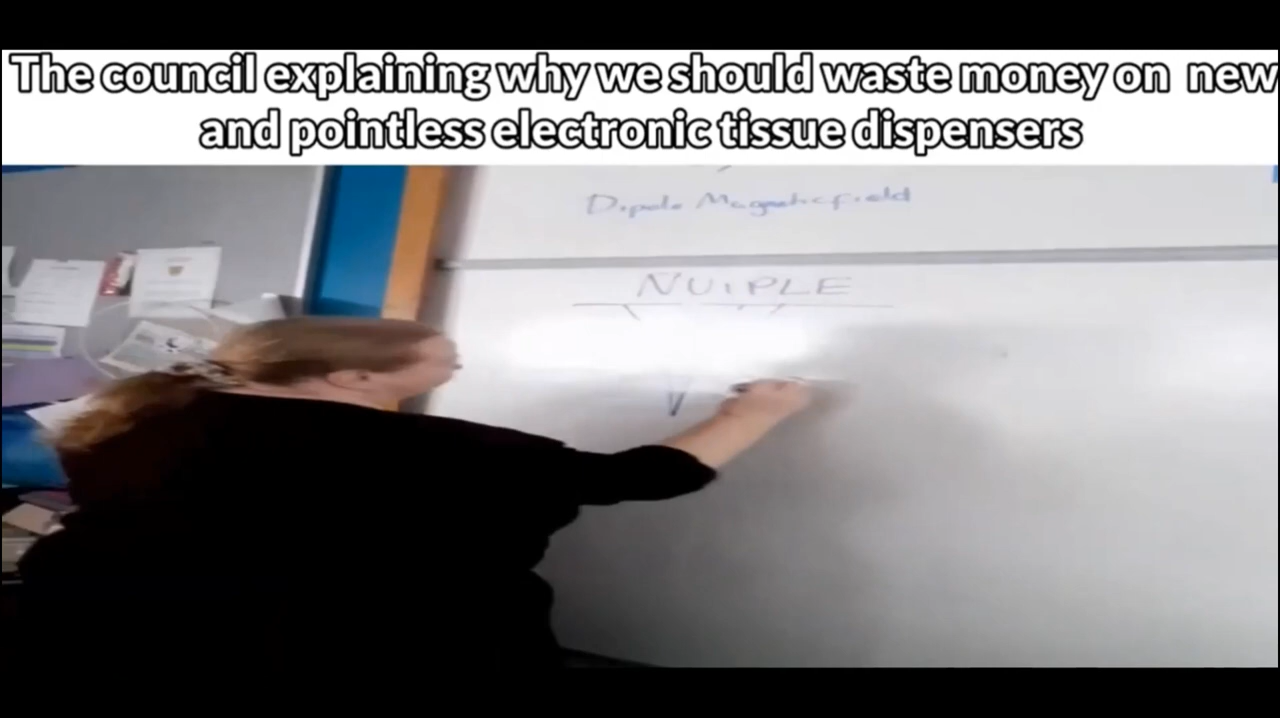 The council explaining why we should waste money on new
and pointless electronic tissue dispensers
Dipole Magneticfield
NUIPLE